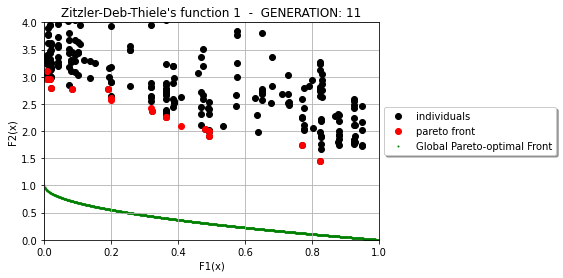 Zitzler-Deb-Thiele's function 1  -  GENERATION: 11
4.0
3.5
3.0
2.5
2.0
1.5
1.0
0.5
0.0
F2(x)
0.0 0.2 0.4 0.6 0.8 1.0
F1(x)
individuals
pareto front
Global Pareto-optimal Front